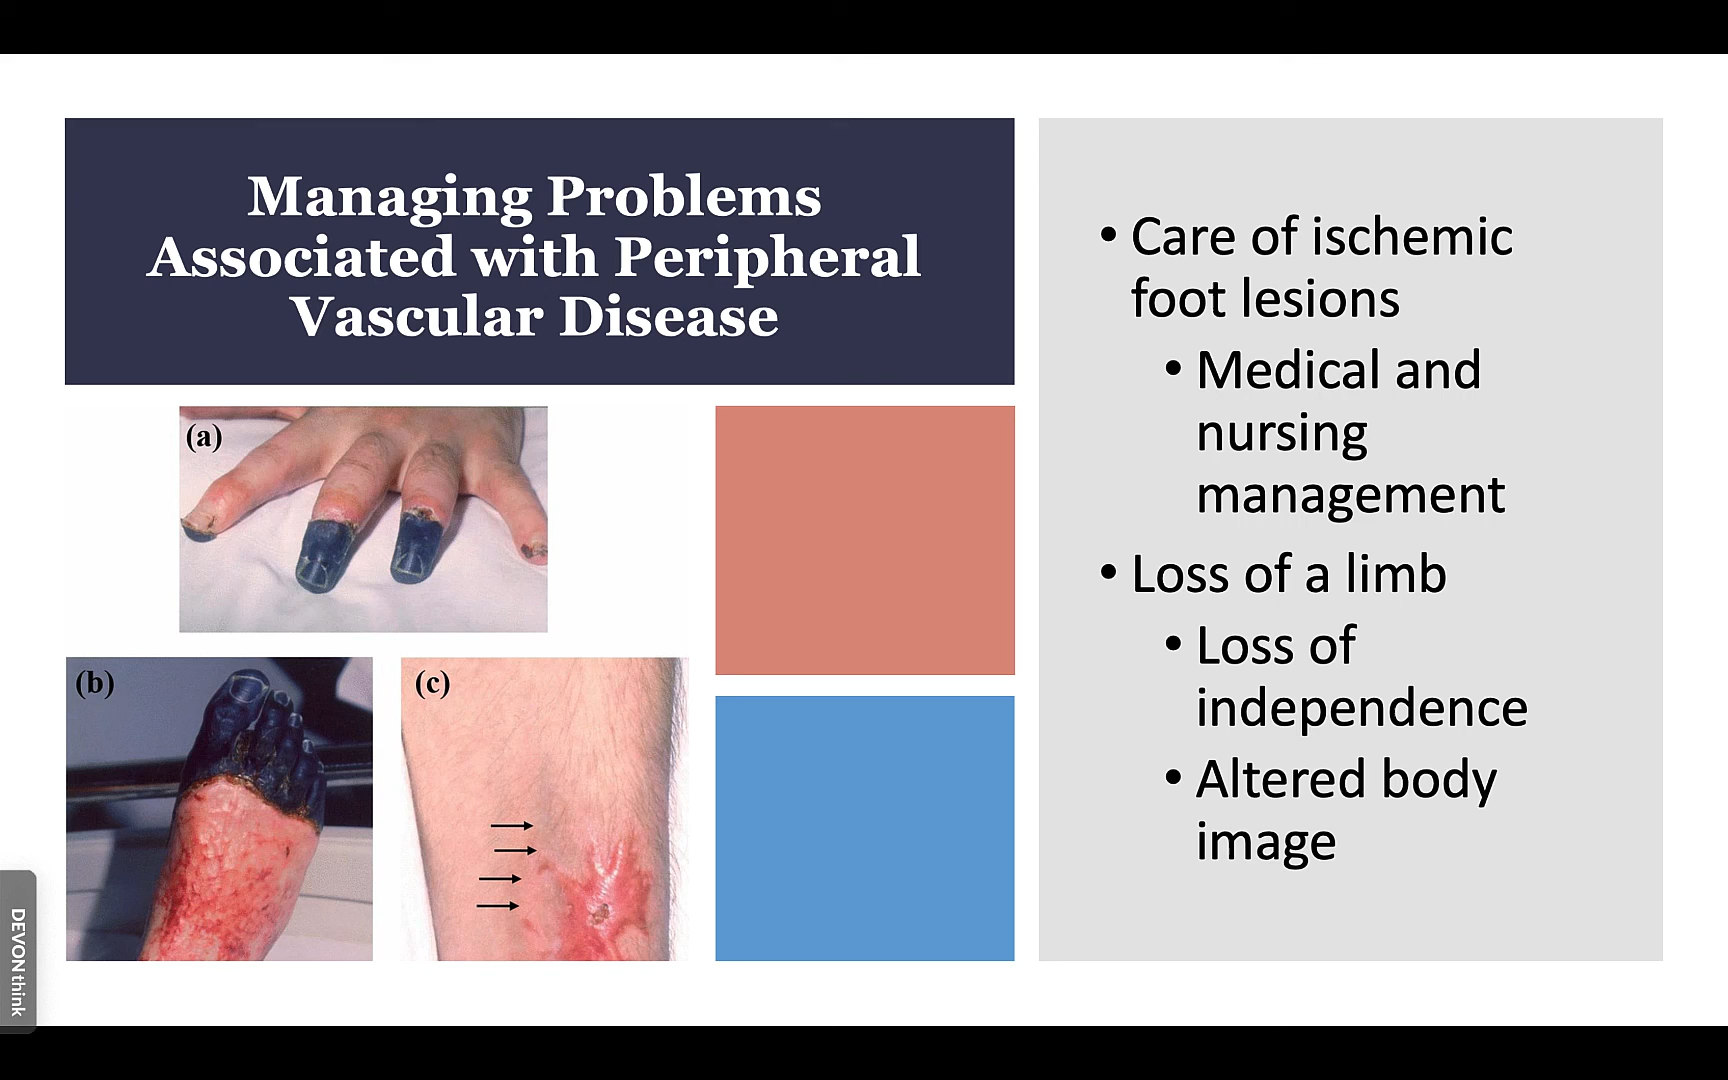 Managing Problems
Associated with Peripheral
Vascular Disease
(a)
(b)
(c)
• Care of ischemic
foot lesions
• Medical and
nursing
management
• Loss of a limb
• Loss of
independence
• Altered body
image
DEVONthink